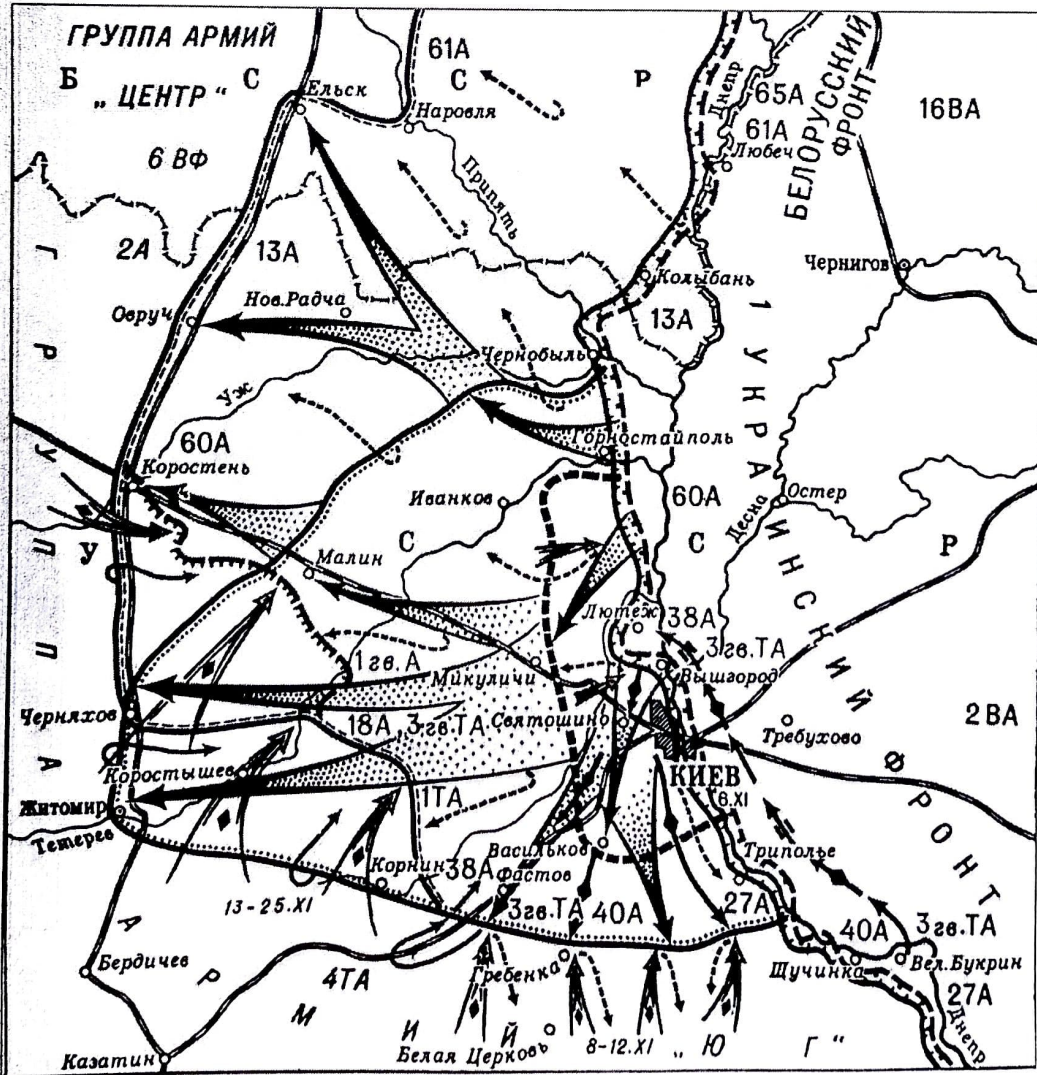 ГРУППА АРМИЙ
„ ЦЕНТР "
Б С С Р
61А
Ельск
Наровля
6 ВФ
Припять
Днепр
65А
61А
Любеч
БЕЛОРУССКИЙ
ФРОНТ
16ВА
2А
13А
Нов.Радча
Овруч
Колыбань
13А
Чернигов
Чернобыль
Уж
60А
Коростень
Горностайполь
Иванков
60А
Десна
Остер
У С С Р
Малин
Лютеж
38А
3гв.ТА
1гв.А
Микуличи
Вышгород
Черняхов
18А
3гв.ТА
Святошино
Требухово
2ВА
Коростышев
КИЕВ
6.XI
Житомир
Тетерев
1ТА
Васильков
Триполье
Корнин
38А
Фастов
13-25.XI
3гв.ТА
40А
27А
40А
3гв.ТА
Бердичев
4ТА
Гребенка
Щучинка
Вел.Букрин
27А
Днепр
Белая Церковь
8-12.XI
Казатин
ГРУППА АРМИЙ „Ю Г"
1 УКРАИНСКИЙ ФРОНТ